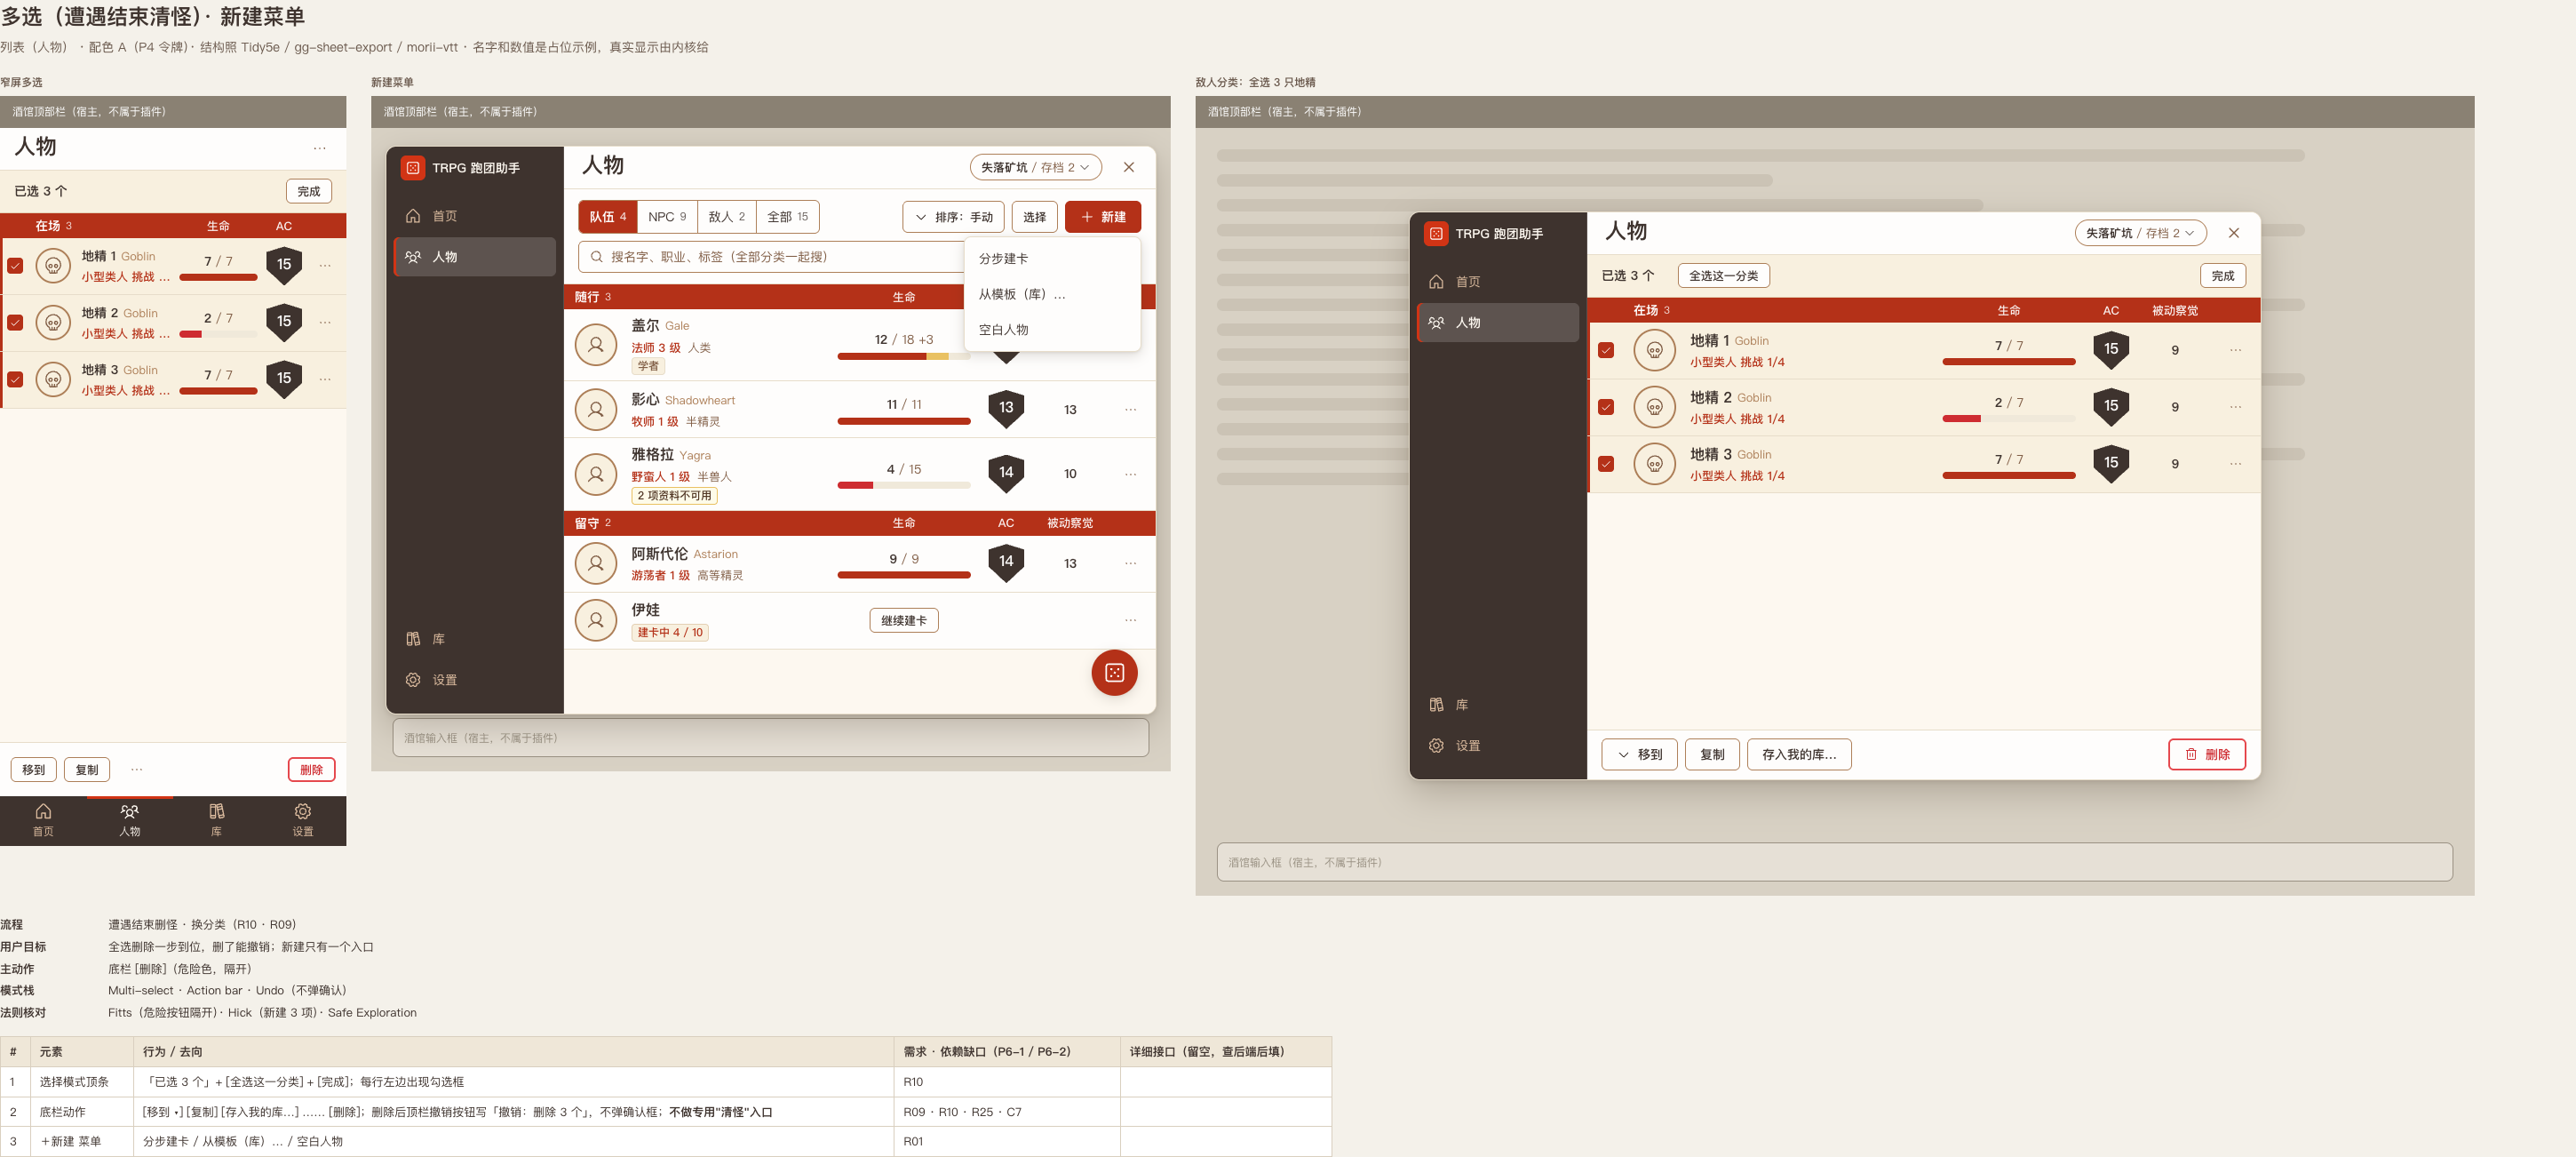 多选（遭遇结束清怪）· 新建菜单
列表（人物） · 配色 A（P4 令牌）· 结构照 Tidy5e / gg-sheet-export / morii-vtt · 名字和数值是占位示例，真实显示由内核给
窄屏多选
酒馆顶部栏（宿主，不属于插件）
人物
···
已选 3 个
完成
在场 3 生命 AC
地精 1 Goblin
小型类人 挑战 …
7 / 7
15
···
地精 2 Goblin
小型类人 挑战 …
2 / 7
15
···
地精 3 Goblin
小型类人 挑战 …
7 / 7
15
···
移到 复制 ··· 删除
首页 人物 库 设置
新建菜单
酒馆顶部栏（宿主，不属于插件）
TRPG 跑团助手
首页
人物
库
设置
人物
失落矿坑 / 存档 2
队伍 4 NPC 9 敌人 2 全部 15
排序：手动 选择 新建
搜名字、职业、标签（全部分类一起搜）
分步建卡
从模板（库）…
空白人物
随行 3 生命
盖尔 Gale
法师 3 级 人类
学者
12 / 18 +3
影心 Shadowheart
牧师 1 级 半精灵
11 / 11
13
13
···
雅格拉 Yagra
野蛮人 1 级 半兽人
2 项资料不可用
4 / 15
14
10
···
留守 2 生命 AC 被动察觉
阿斯代伦 Astarion
游荡者 1 级 高等精灵
9 / 9
14
13
···
伊娃
建卡中 4 / 10
继续建卡
···
酒馆输入框（宿主，不属于插件）
敌人分类：全选 3 只地精
酒馆顶部栏（宿主，不属于插件）
TRPG 跑团助手
首页
人物
库
设置
人物
失落矿坑 / 存档 2
已选 3 个 全选这一分类 完成
在场 3 生命 AC 被动察觉
地精 1 Goblin
小型类人 挑战 1/4
7 / 7
15
9
···
地精 2 Goblin
小型类人 挑战 1/4
2 / 7
15
9
···
地精 3 Goblin
小型类人 挑战 1/4
7 / 7
15
9
···
移到 复制 存入我的库… 删除
酒馆输入框（宿主，不属于插件）
流程 遭遇结束删怪 · 换分类（R10 · R09）
用户目标 全选删除一步到位，删了能撤销；新建只有一个入口
主动作 底栏 [删除]（危险色，隔开）
模式栈 Multi-select · Action bar · Undo（不弹确认）
法则核对 Fitts（危险按钮隔开）· Hick（新建 3 项）· Safe Exploration
# 元素 行为 / 去向 需求 · 依赖缺口（P6-1 / P6-2） 详细接口（留空，查后端后填）
1 选择模式顶条 「已选 3 个」+ [全选这一分类] + [完成]；每行左边出现勾选框 R10
2 底栏动作 [移到 ▾] [复制] [存入我的库…] …… [删除]；删除后顶栏撤销按钮写「撤销：删除 3 个」，不弹确认框；不做专用"清怪"入口 R09 · R10 · R25 · C7
3 ＋新建 菜单 分步建卡 / 从模板（库）… / 空白人物 R01